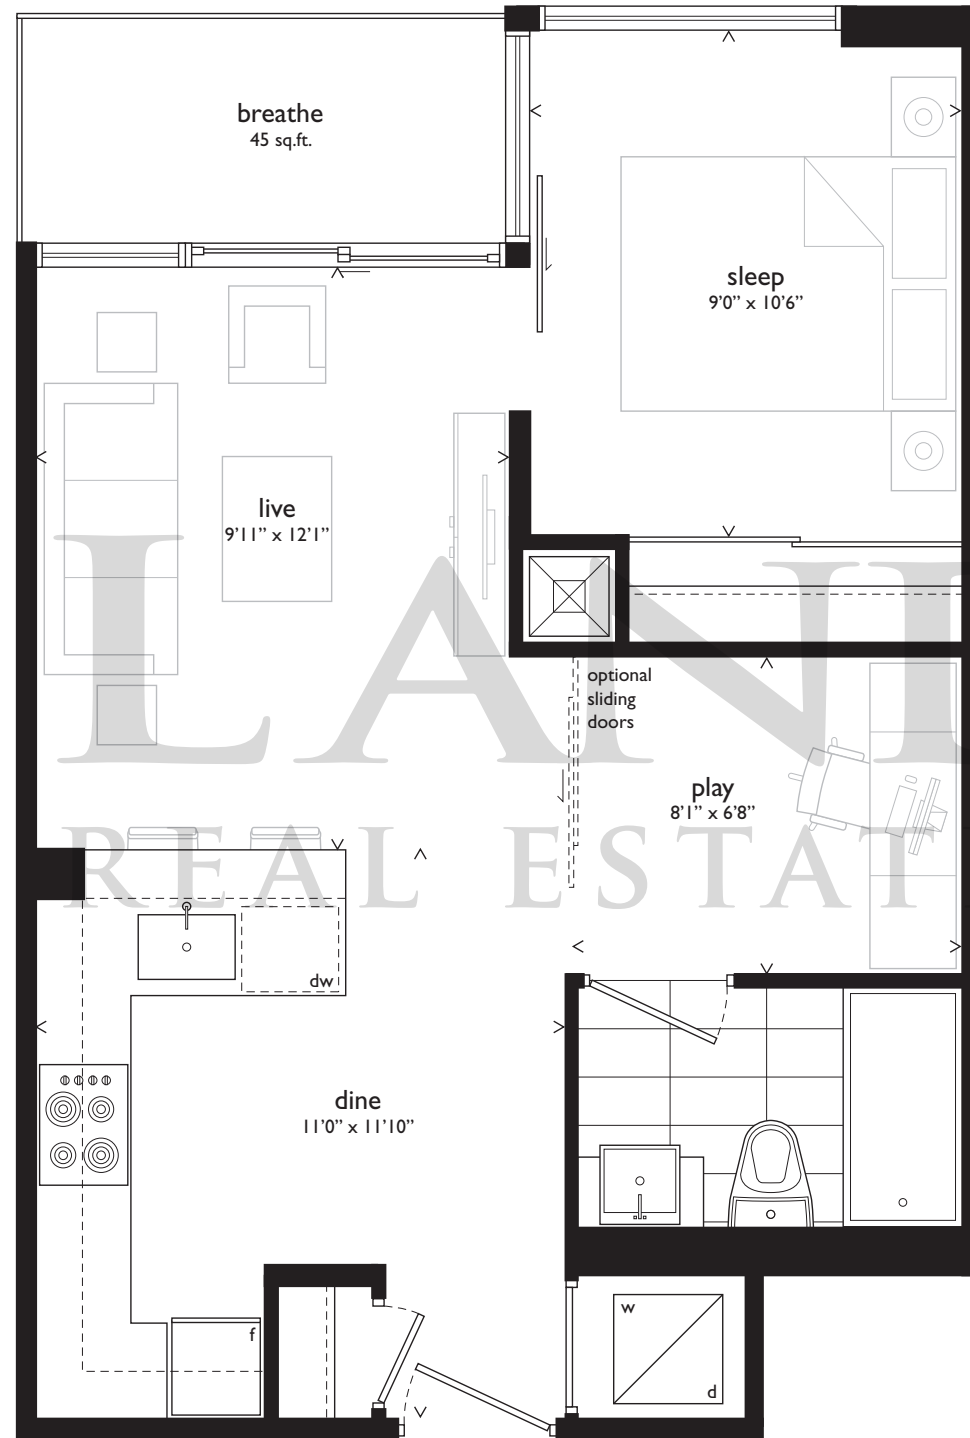 breathe
45 sq.ft.
sleep
9'0” x 10'6”
live
9'11” x 12'1”
LAND
optional
sliding
doors
play
8'1” x 6'8”
REAL ESTAT
dw
dine
11'0” x 11'10”
f
w
d